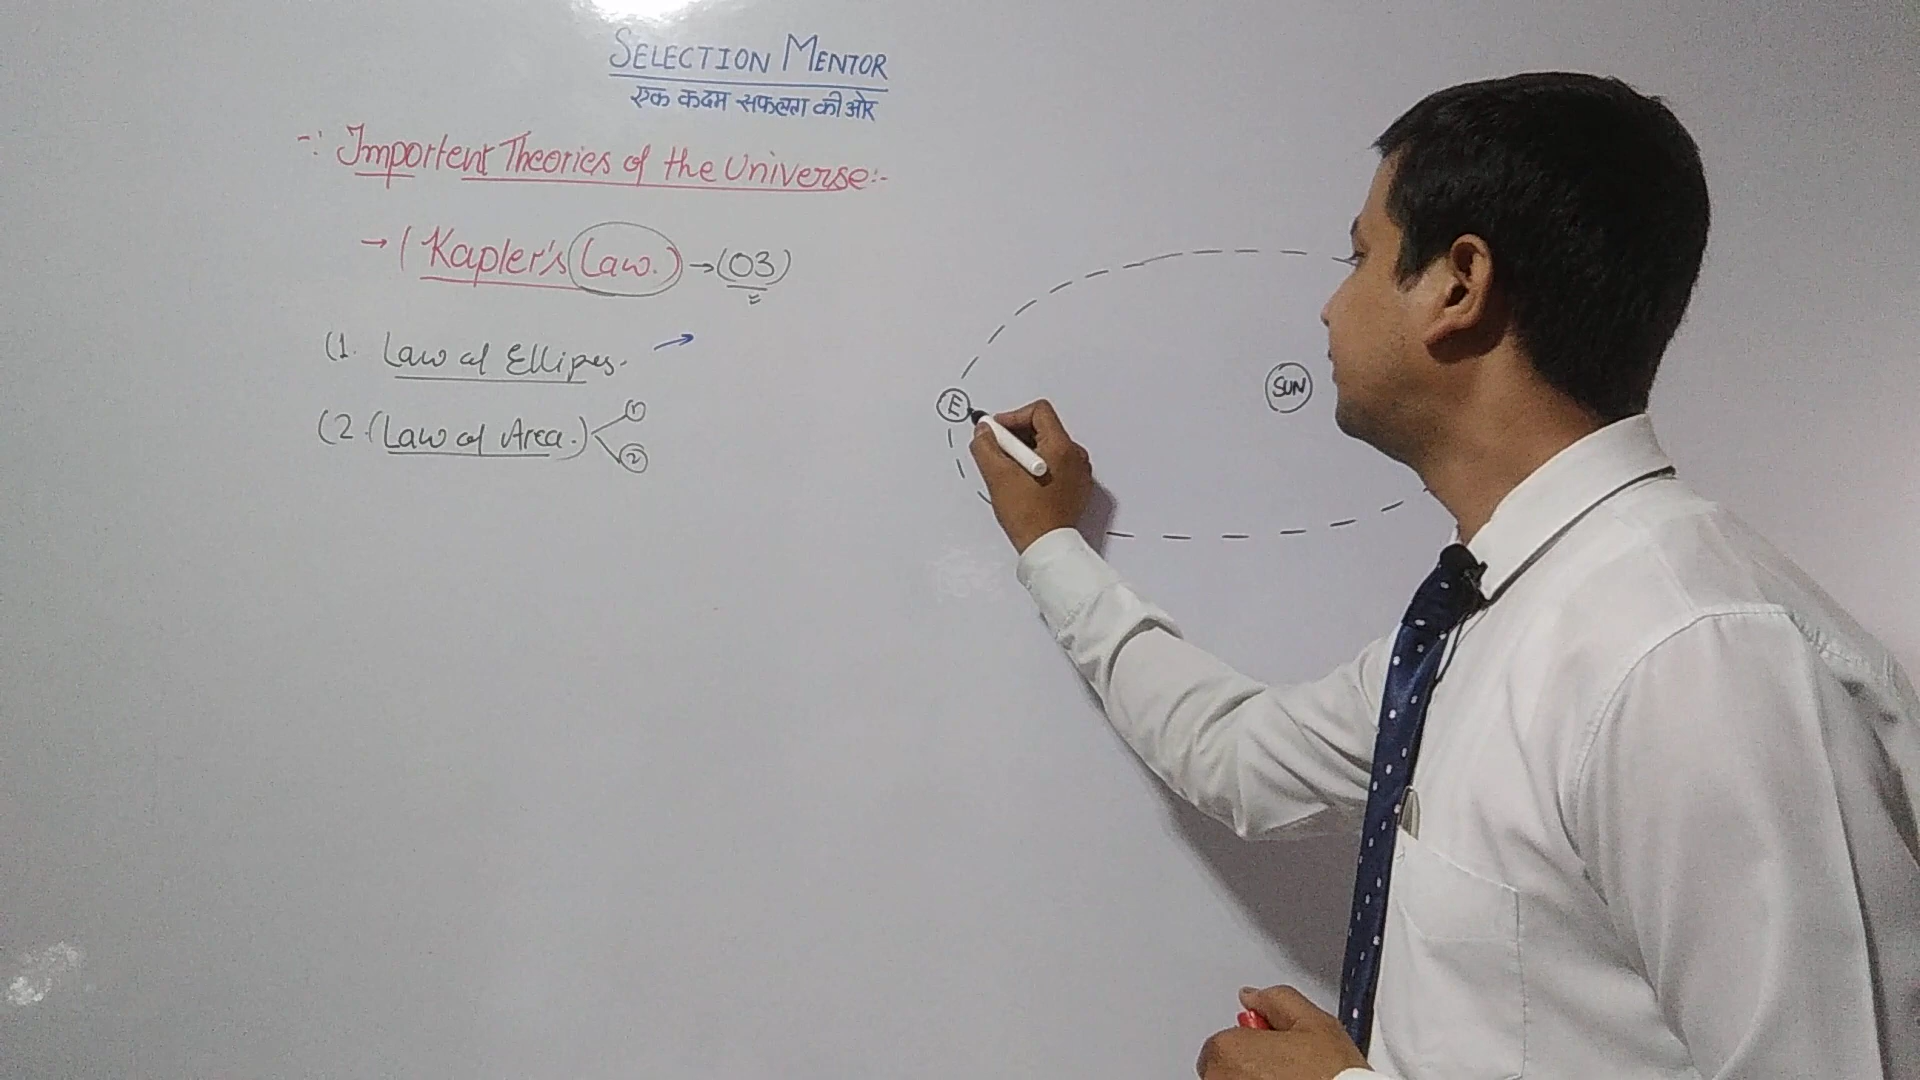 SELECTION MENTOR
एक कदम सफलता की ओर
-: Importent Theories of the Universe:-
→ ( Kapler's (Law.) → (03)
(1. Law of Ellipes. →
(2. (Law of Area.) (1)
(2)
SUN
E